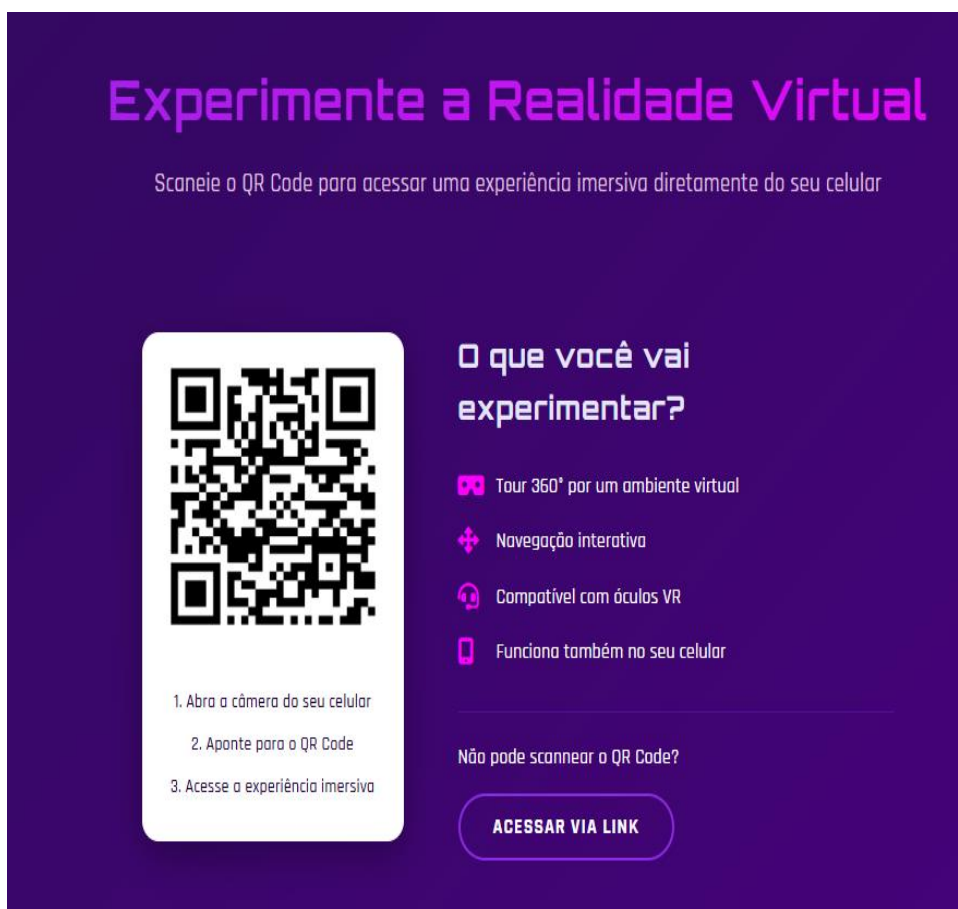 Experimente a Realidade Virtual
Scaneie o QR Code para acessar uma experiência imersiva diretamente do seu celular
O que você vai
experimentar?
Tour 360° por um ambiente virtual
Navegação interativa
Compatível com óculos VR
Funciona também no seu celular
1. Abra a câmera do seu celular
2. Aponte para o QR Code
3. Acesse a experiência imersiva
Não pode scannear o QR Code?
ACESSAR VIA LINK